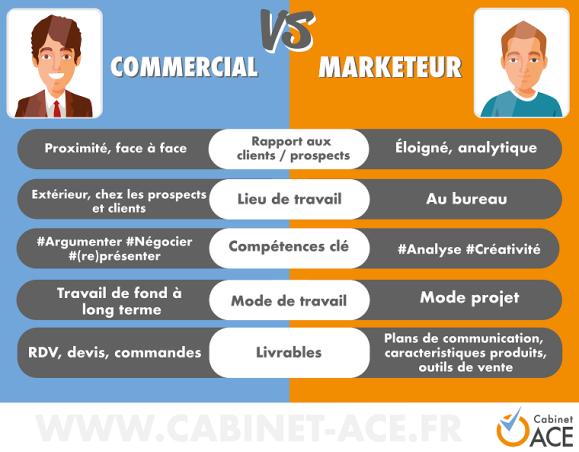 VS
COMMERCIAL
MARKETEUR
Proximité, face à face
Rapport aux
clients / prospects
Éloigné, analytique
Extérieur, chez les prospects
et clients
Lieu de travail
Au bureau
#Argumenter #Négocier
#(re)présenter
Compétences clé
#Analyse #Créativité
Travail de fond à
long terme
Mode de travail
Mode projet
RDV, devis, commandes
Livrables
Plans de communication,
caracteristiques produits,
outils de vente
WWW.CABINET-ACE.FR
Cabinet
ACE